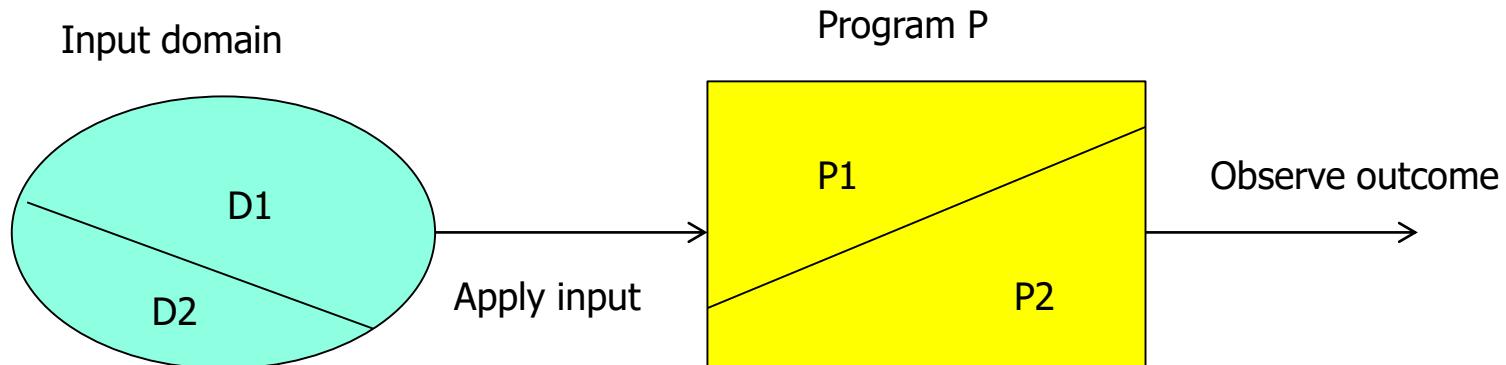 Input domain
Program P
D1
D2
Apply input
P1
P2
Observe outcome